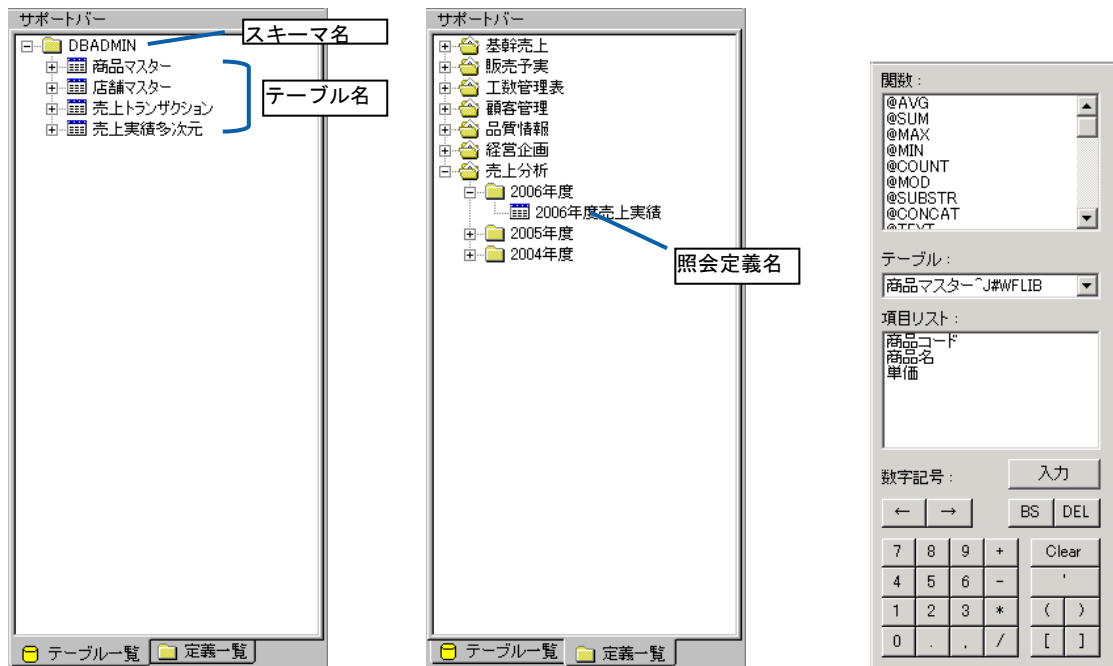 サポートバー
DBADMIN
商品マスター
店舗マスター
売上トランザクション
売上実績多次元
スキーマ名
テーブル名
テーブル一覧
定義一覧
サポートバー
基幹売上
販売予実
工数管理表
顧客管理
品質情報
経営企画
売上分析
2006年度
2006年度売上実績
2005年度
2004年度
照会定義名
テーブル一覧
定義一覧
関数：
@AVG
@SUM
@MAX
@MIN
@COUNT
@MOD
@SUBSTR
@CONCAT
@TEXT
テーブル：
商品マスター^J#WFLIB
項目リスト：
商品コード
商品名
単価
数字記号： 入力
← → BS DEL
7 8 9 + Clear
4 5 6 - '
1 2 3 * ( )
0 . , / [ ]